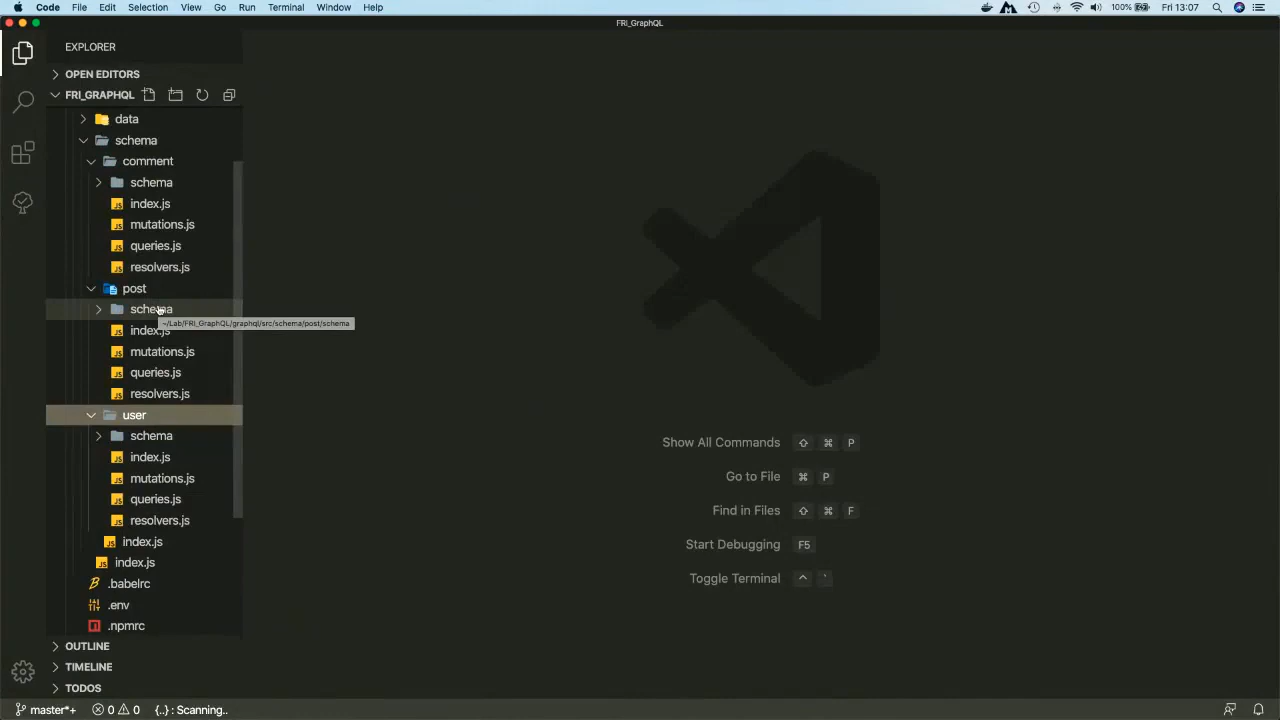 Code File Edit Selection View Go Run Terminal Window Help 100% Fri 13:07
FRI_GraphQL
EXPLORER
OPEN EDITORS
FRI_GRAPHQL
data
schema
comment
schema
index.js
mutations.js
queries.js
resolvers.js
post
schema
~/Lab/FRI_GraphQL/graphql/src/schema/post/schema
index.js
mutations.js
queries.js
resolvers.js
user
schema
index.js
mutations.js
queries.js
resolvers.js
index.js
index.js
.babelrc
.env
.npmrc
OUTLINE
TIMELINE
TODOS
Show All Commands ⇧ ⌘ P
Go to File ⌘ P
Find in Files ⇧ ⌘ F
Start Debugging F5
Toggle Terminal ^ `
master*+ 0 0 {..} : Scanning..